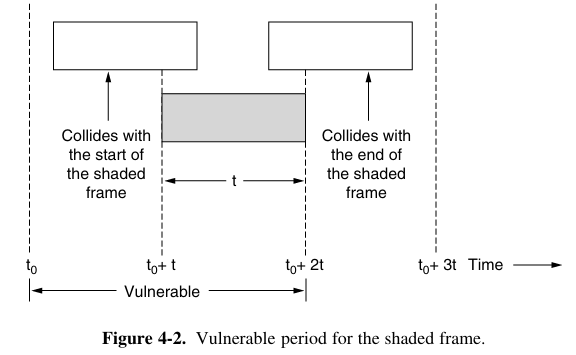 Collides with
the start of
the shaded
frame
Collides with
the end of
the shaded
frame
t
t0 t0+ t t0+ 2t t0+ 3t Time
Vulnerable
Figure 4-2. Vulnerable period for the shaded frame.